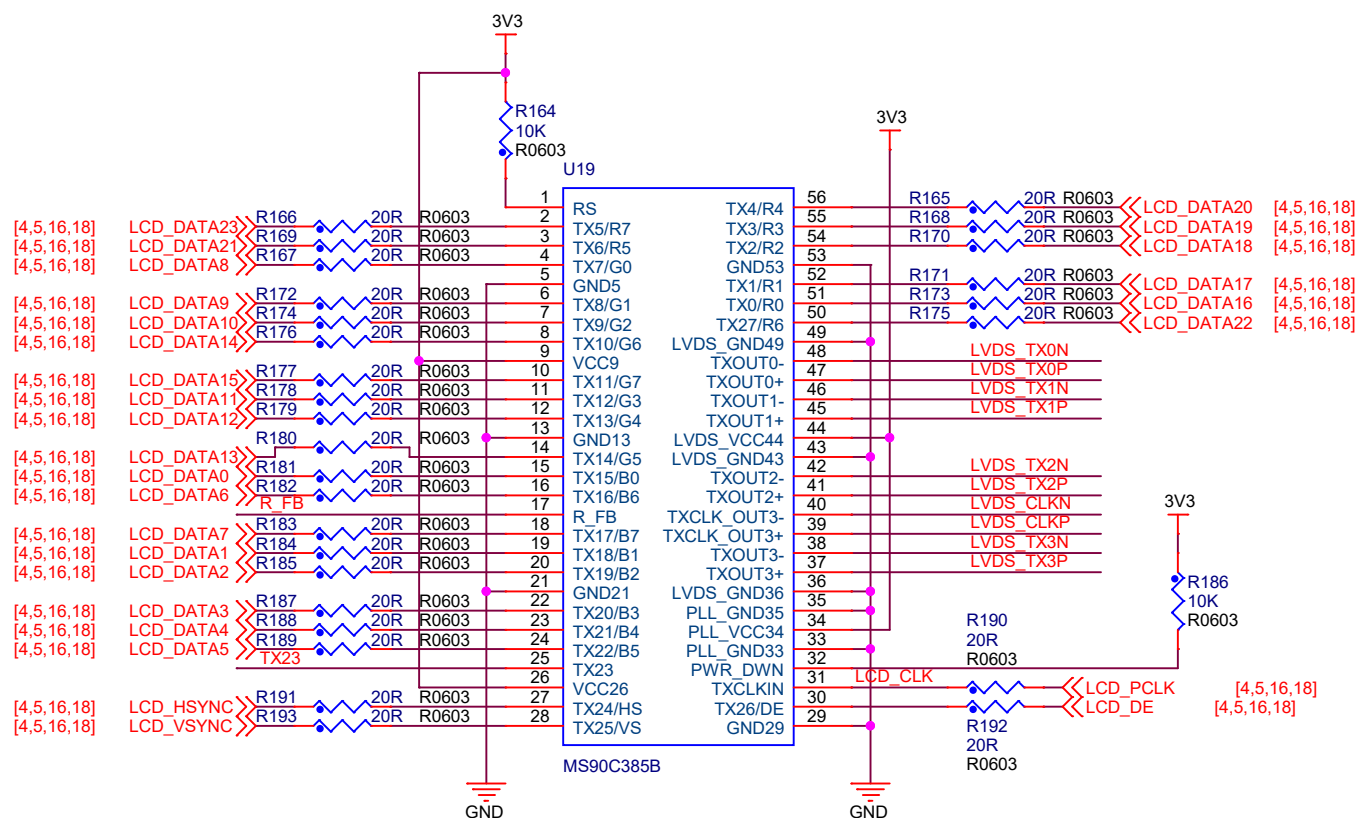 3V3
R164
10K
R0603
3V3
U19
1 RS TX4/R4 56 R165 20R R0603 LCD_DATA20 [4,5,16,18]
[4,5,16,18] LCD_DATA23 R166 20R R0603 2 TX5/R7 TX3/R3 55 R168 20R R0603 LCD_DATA19 [4,5,16,18]
[4,5,16,18] LCD_DATA21 R169 20R R0603 3 TX6/R5 TX2/R2 54 R170 20R R0603 LCD_DATA18 [4,5,16,18]
[4,5,16,18] LCD_DATA8 R167 20R R0603 4 TX7/G0 GND53 53
5 GND5 TX1/R1 52 R171 20R R0603 LCD_DATA17 [4,5,16,18]
[4,5,16,18] LCD_DATA9 R172 20R R0603 6 TX8/G1 TX0/R0 51 R173 20R R0603 LCD_DATA16 [4,5,16,18]
[4,5,16,18] LCD_DATA10 R174 20R R0603 7 TX9/G2 TX27/R6 50 R175 20R R0603 LCD_DATA22 [4,5,16,18]
[4,5,16,18] LCD_DATA14 R176 20R R0603 8 TX10/G6 LVDS_GND49 49
9 VCC9 TXOUT0- 48 LVDS_TX0N
[4,5,16,18] LCD_DATA15 R177 20R R0603 10 TX11/G7 TXOUT0+ 47 LVDS_TX0P
[4,5,16,18] LCD_DATA11 R178 20R R0603 11 TX12/G3 TXOUT1- 46 LVDS_TX1N
[4,5,16,18] LCD_DATA12 R179 20R R0603 12 TX13/G4 TXOUT1+ 45 LVDS_TX1P
13 GND13 LVDS_VCC44 44
[4,5,16,18] LCD_DATA13 R180 20R R0603 14 TX14/G5 LVDS_GND43 43
[4,5,16,18] LCD_DATA0 R181 20R R0603 15 TX15/B0 TXOUT2- 42 LVDS_TX2N
[4,5,16,18] LCD_DATA6 R182 20R R0603 16 TX16/B6 TXOUT2+ 41 LVDS_TX2P
R_FB 17 R_FB TXCLK_OUT3- 40 LVDS_CLKN
[4,5,16,18] LCD_DATA7 R183 20R R0603 18 TX17/B7 TXCLK_OUT3+ 39 LVDS_CLKP
[4,5,16,18] LCD_DATA1 R184 20R R0603 19 TX18/B1 TXOUT3- 38 LVDS_TX3N
[4,5,16,18] LCD_DATA2 R185 20R R0603 20 TX19/B2 TXOUT3+ 37 LVDS_TX3P
21 GND21 LVDS_GND36 36
[4,5,16,18] LCD_DATA3 R187 20R R0603 22 TX20/B3 PLL_GND35 35
[4,5,16,18] LCD_DATA4 R188 20R R0603 23 TX21/B4 PLL_VCC34 34
[4,5,16,18] LCD_DATA5 R189 20R R0603 24 TX22/B5 PLL_GND33 33
TX23 25 TX23 PWR_DWN 32
26 VCC26 TXCLKIN 31 LCD_CLK LCD_PCLK [4,5,16,18]
[4,5,16,18] LCD_HSYNC R191 20R R0603 27 TX24/HS TX26/DE 30 LCD_DE [4,5,16,18]
[4,5,16,18] LCD_VSYNC R193 20R R0603 28 TX25/VS GND29 29
3V3
R186
10K
R0603
R190
20R
R0603
R192
20R
R0603
MS90C385B
GND
GND